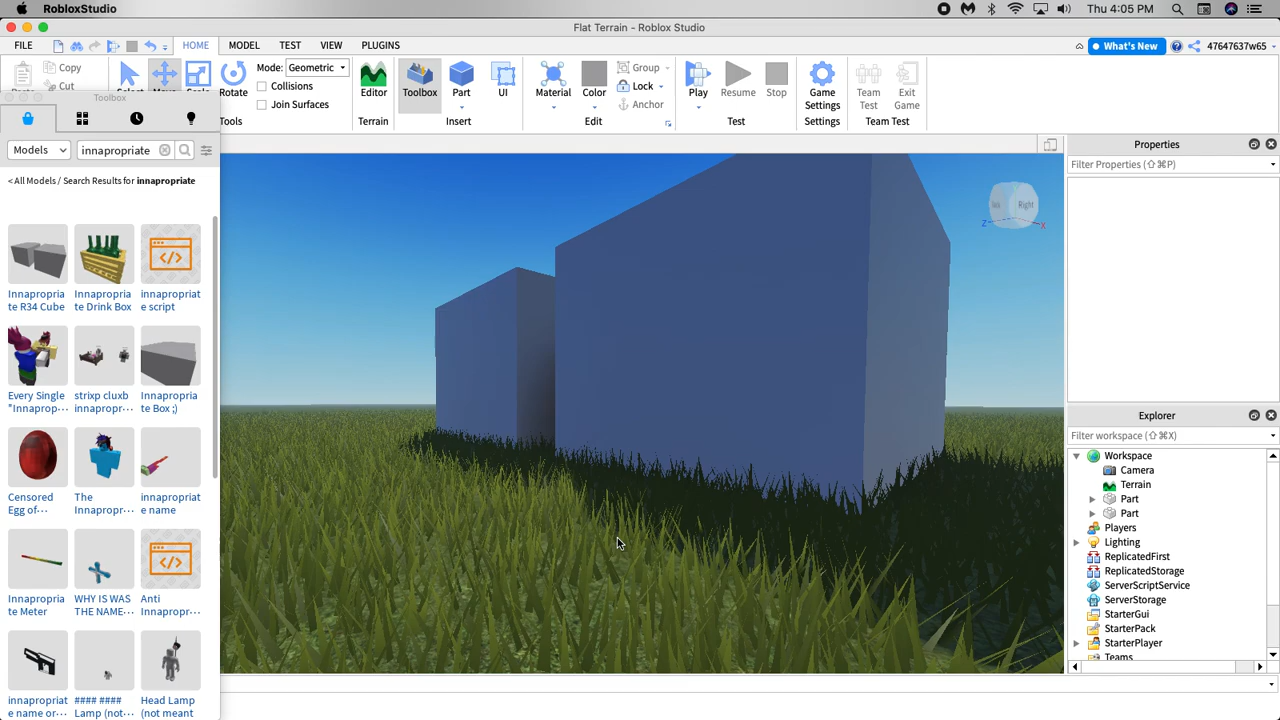 RobloxStudio
Thu 4:05 PM
Flat Terrain - Roblox Studio
FILE HOME MODEL TEST VIEW PLUGINS
What's New
47647637w65
Copy
Cut
Select
Rotate
Mode: Geometric
Collisions
Join Surfaces
Tools
Editor
Terrain
Toolbox
Part
UI
Insert
Material
Color
Group
Lock
Anchor
Edit
Play
Resume
Stop
Test
Game
Settings
Settings
Team
Test
Exit
Game
Team Test
Toolbox
Models
innapropriate
< All Models / Search Results for innapropriate
Innapropria
te R34 Cube
Innapropria
te Drink Box
innapropriat
e script
Every Single
"Innaprop···
strixp cluxb
innapropr···
Innapropria
te Box ;)
Censored
Egg of···
The
Innapropr···
innapropriat
e name
Innapropria
te Meter
WHY IS WAS
THE NAME···
Anti
Innapropr···
innapropriat
e name or···
#### ####
Lamp (not···
Head Lamp
(not meant
Right
Z
X
Properties
Filter Properties (⇧⌘P)
Explorer
Filter workspace (⇧⌘X)
Workspace
Camera
Terrain
Part
Part
Players
Lighting
ReplicatedFirst
ReplicatedStorage
ServerScriptService
ServerStorage
StarterGui
StarterPack
StarterPlayer
Teams